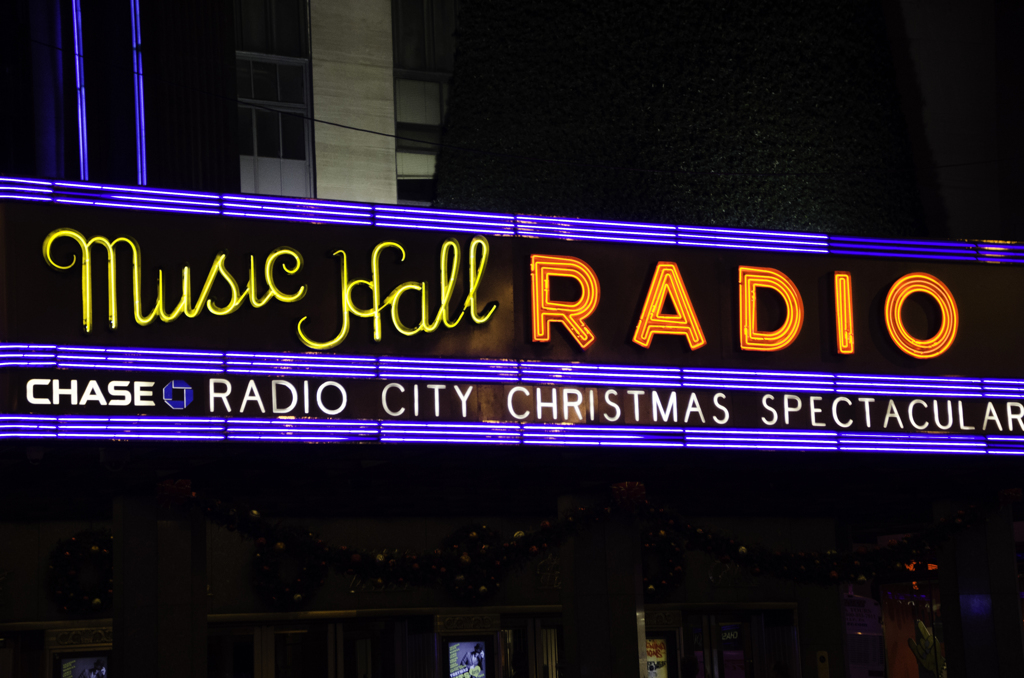 Music Hall RADIO
CHASE RADIO CITY CHRISTMAS SPECTACULAR